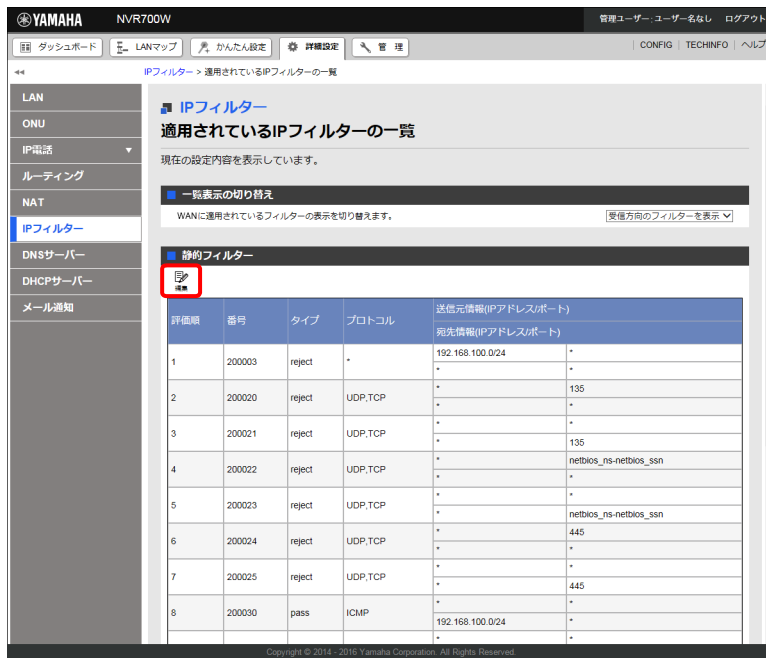 YAMAHA NVR700W 管理ユーザー:ユーザー名なし ログアウト
ダッシュボード LANマップ かんたん設定 詳細設定 管 理 CONFIG TECHINFO ヘルプ
IPフィルター > 適用されているIPフィルターの一覧
LAN
ONU
IP電話
ルーティング
NAT
IPフィルター
DNSサーバー
DHCPサーバー
メール通知
IPフィルター
適用されているIPフィルターの一覧
現在の設定内容を表示しています。
一覧表示の切り替え
WANに適用されているフィルターの表示を切り替えます。 受信方向のフィルターを表示
静的フィルター
編集
評価順 番号 タイプ プロトコル 送信元情報(IPアドレス/ポート)
宛先情報(IPアドレス/ポート)
1 200003 reject * 192.168.100.0/24 *
* *
2 200020 reject UDP,TCP * 135
* *
3 200021 reject UDP,TCP * *
* 135
4 200022 reject UDP,TCP * netbios_ns-netbios_ssn
* *
5 200023 reject UDP,TCP * *
* netbios_ns-netbios_ssn
6 200024 reject UDP,TCP * 445
* *
7 200025 reject UDP,TCP * *
* 445
8 200030 pass ICMP * *
192.168.100.0/24 *
* *
Copyright © 2014 - 2016 Yamaha Corporation. All Rights Reserved.